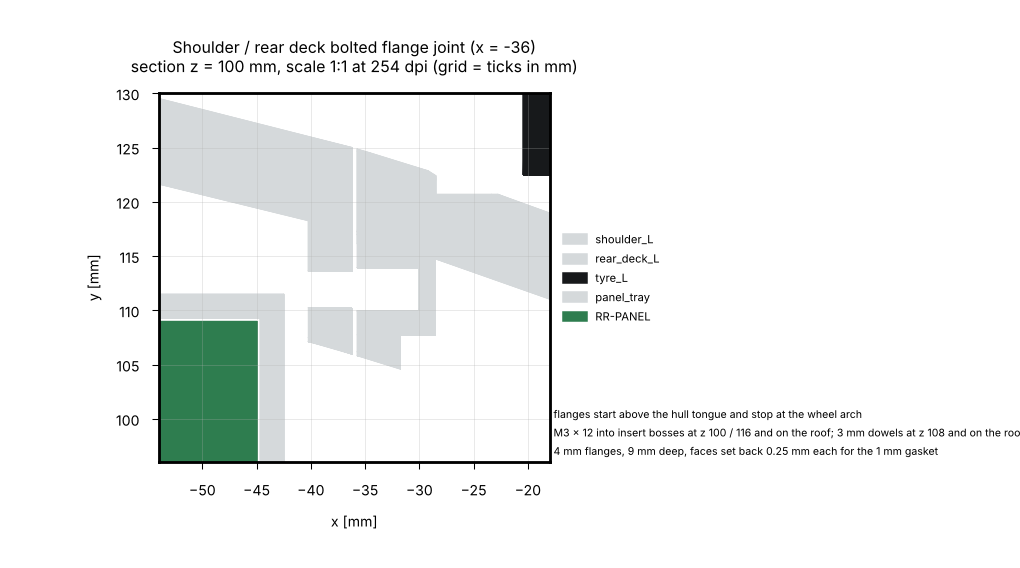 Shoulder / rear deck bolted flange joint (x = -36)
section z = 100 mm, scale 1:1 at 254 dpi (grid = ticks in mm)
130
125
120
115
110
105
100
y [mm]
−50
−45
−40
−35
−30
−25
−20
x [mm]
shoulder_L
rear_deck_L
tyre_L
panel_tray
RR-PANEL
flanges start above the hull tongue and stop at the wheel arch
M3 × 12 into insert bosses at z 100 / 116 and on the roof; 3 mm dowels at z 108 and on the roo
4 mm flanges, 9 mm deep, faces set back 0.25 mm each for the 1 mm gasket